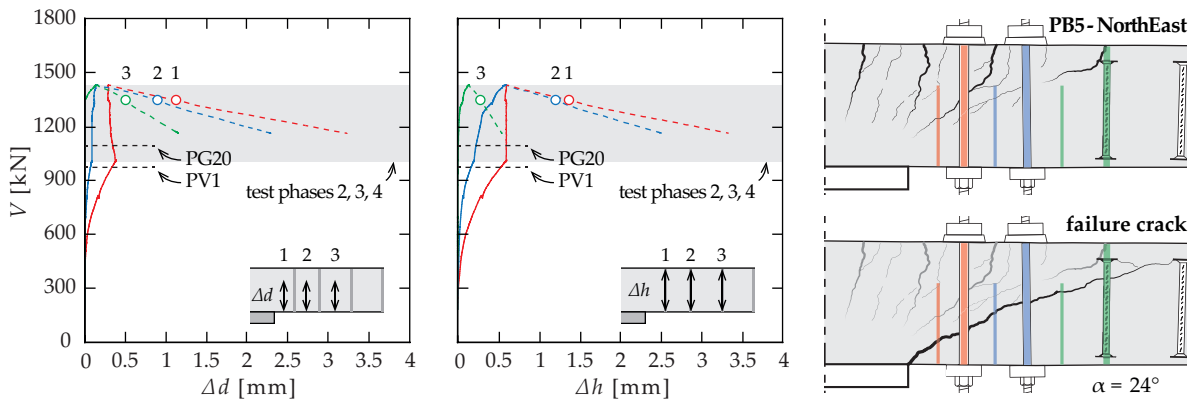 1800
1500
1200
900
600
300
0
V [kN]
3 2 1
PG20
PV1
test phases 2, 3, 4
1 2 3
Δd
0 0.5 1 1.5 2 2.5 3 3.5 4
Δd [mm]
3 2 1
PG20
PV1
test phases 2, 3, 4
1 2 3
Δh
0 0.5 1 1.5 2 2.5 3 3.5 4
Δh [mm]
PB5 - NorthEast
failure crack
α = 24°